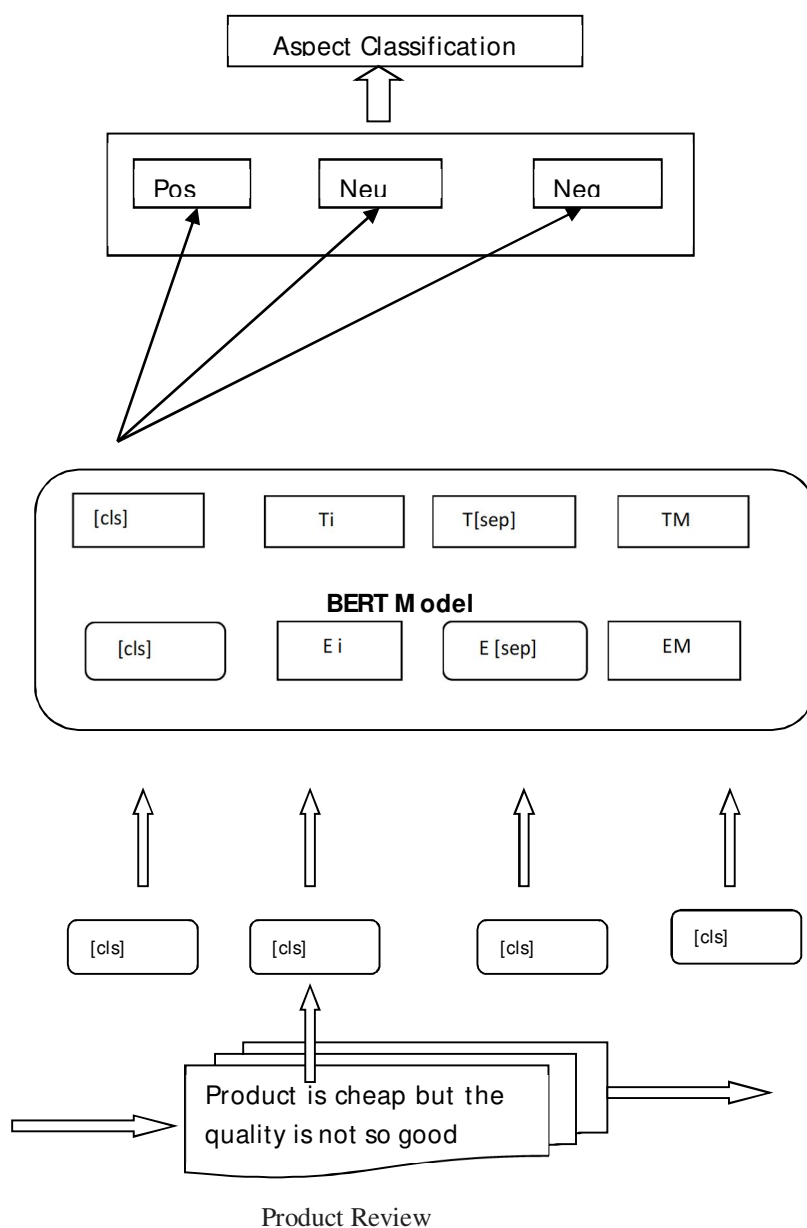 Aspect Classification
Pos
Neu
Neg
[cls]
Ti
T[sep]
TM
BERT Model
[cls]
E i
E [sep]
EM
[cls]
[cls]
[cls]
[cls]
Product is cheap but the
quality is not so good
Product Review